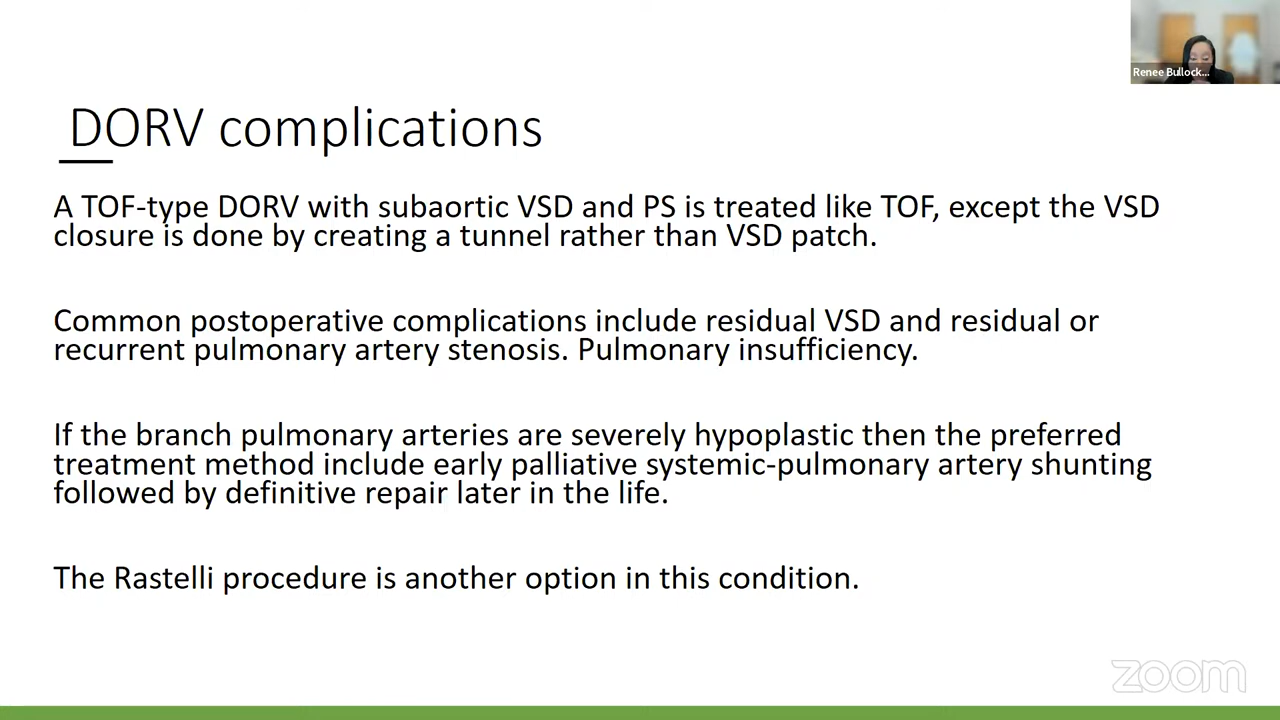 Renee Bullock...
DORV complications
A TOF-type DORV with subaortic VSD and PS is treated like TOF, except the VSD
closure is done by creating a tunnel rather than VSD patch.
Common postoperative complications include residual VSD and residual or
recurrent pulmonary artery stenosis. Pulmonary insufficiency.
If the branch pulmonary arteries are severely hypoplastic then the preferred
treatment method include early palliative systemic-pulmonary artery shunting
followed by definitive repair later in the life.
The Rastelli procedure is another option in this condition.
zoom